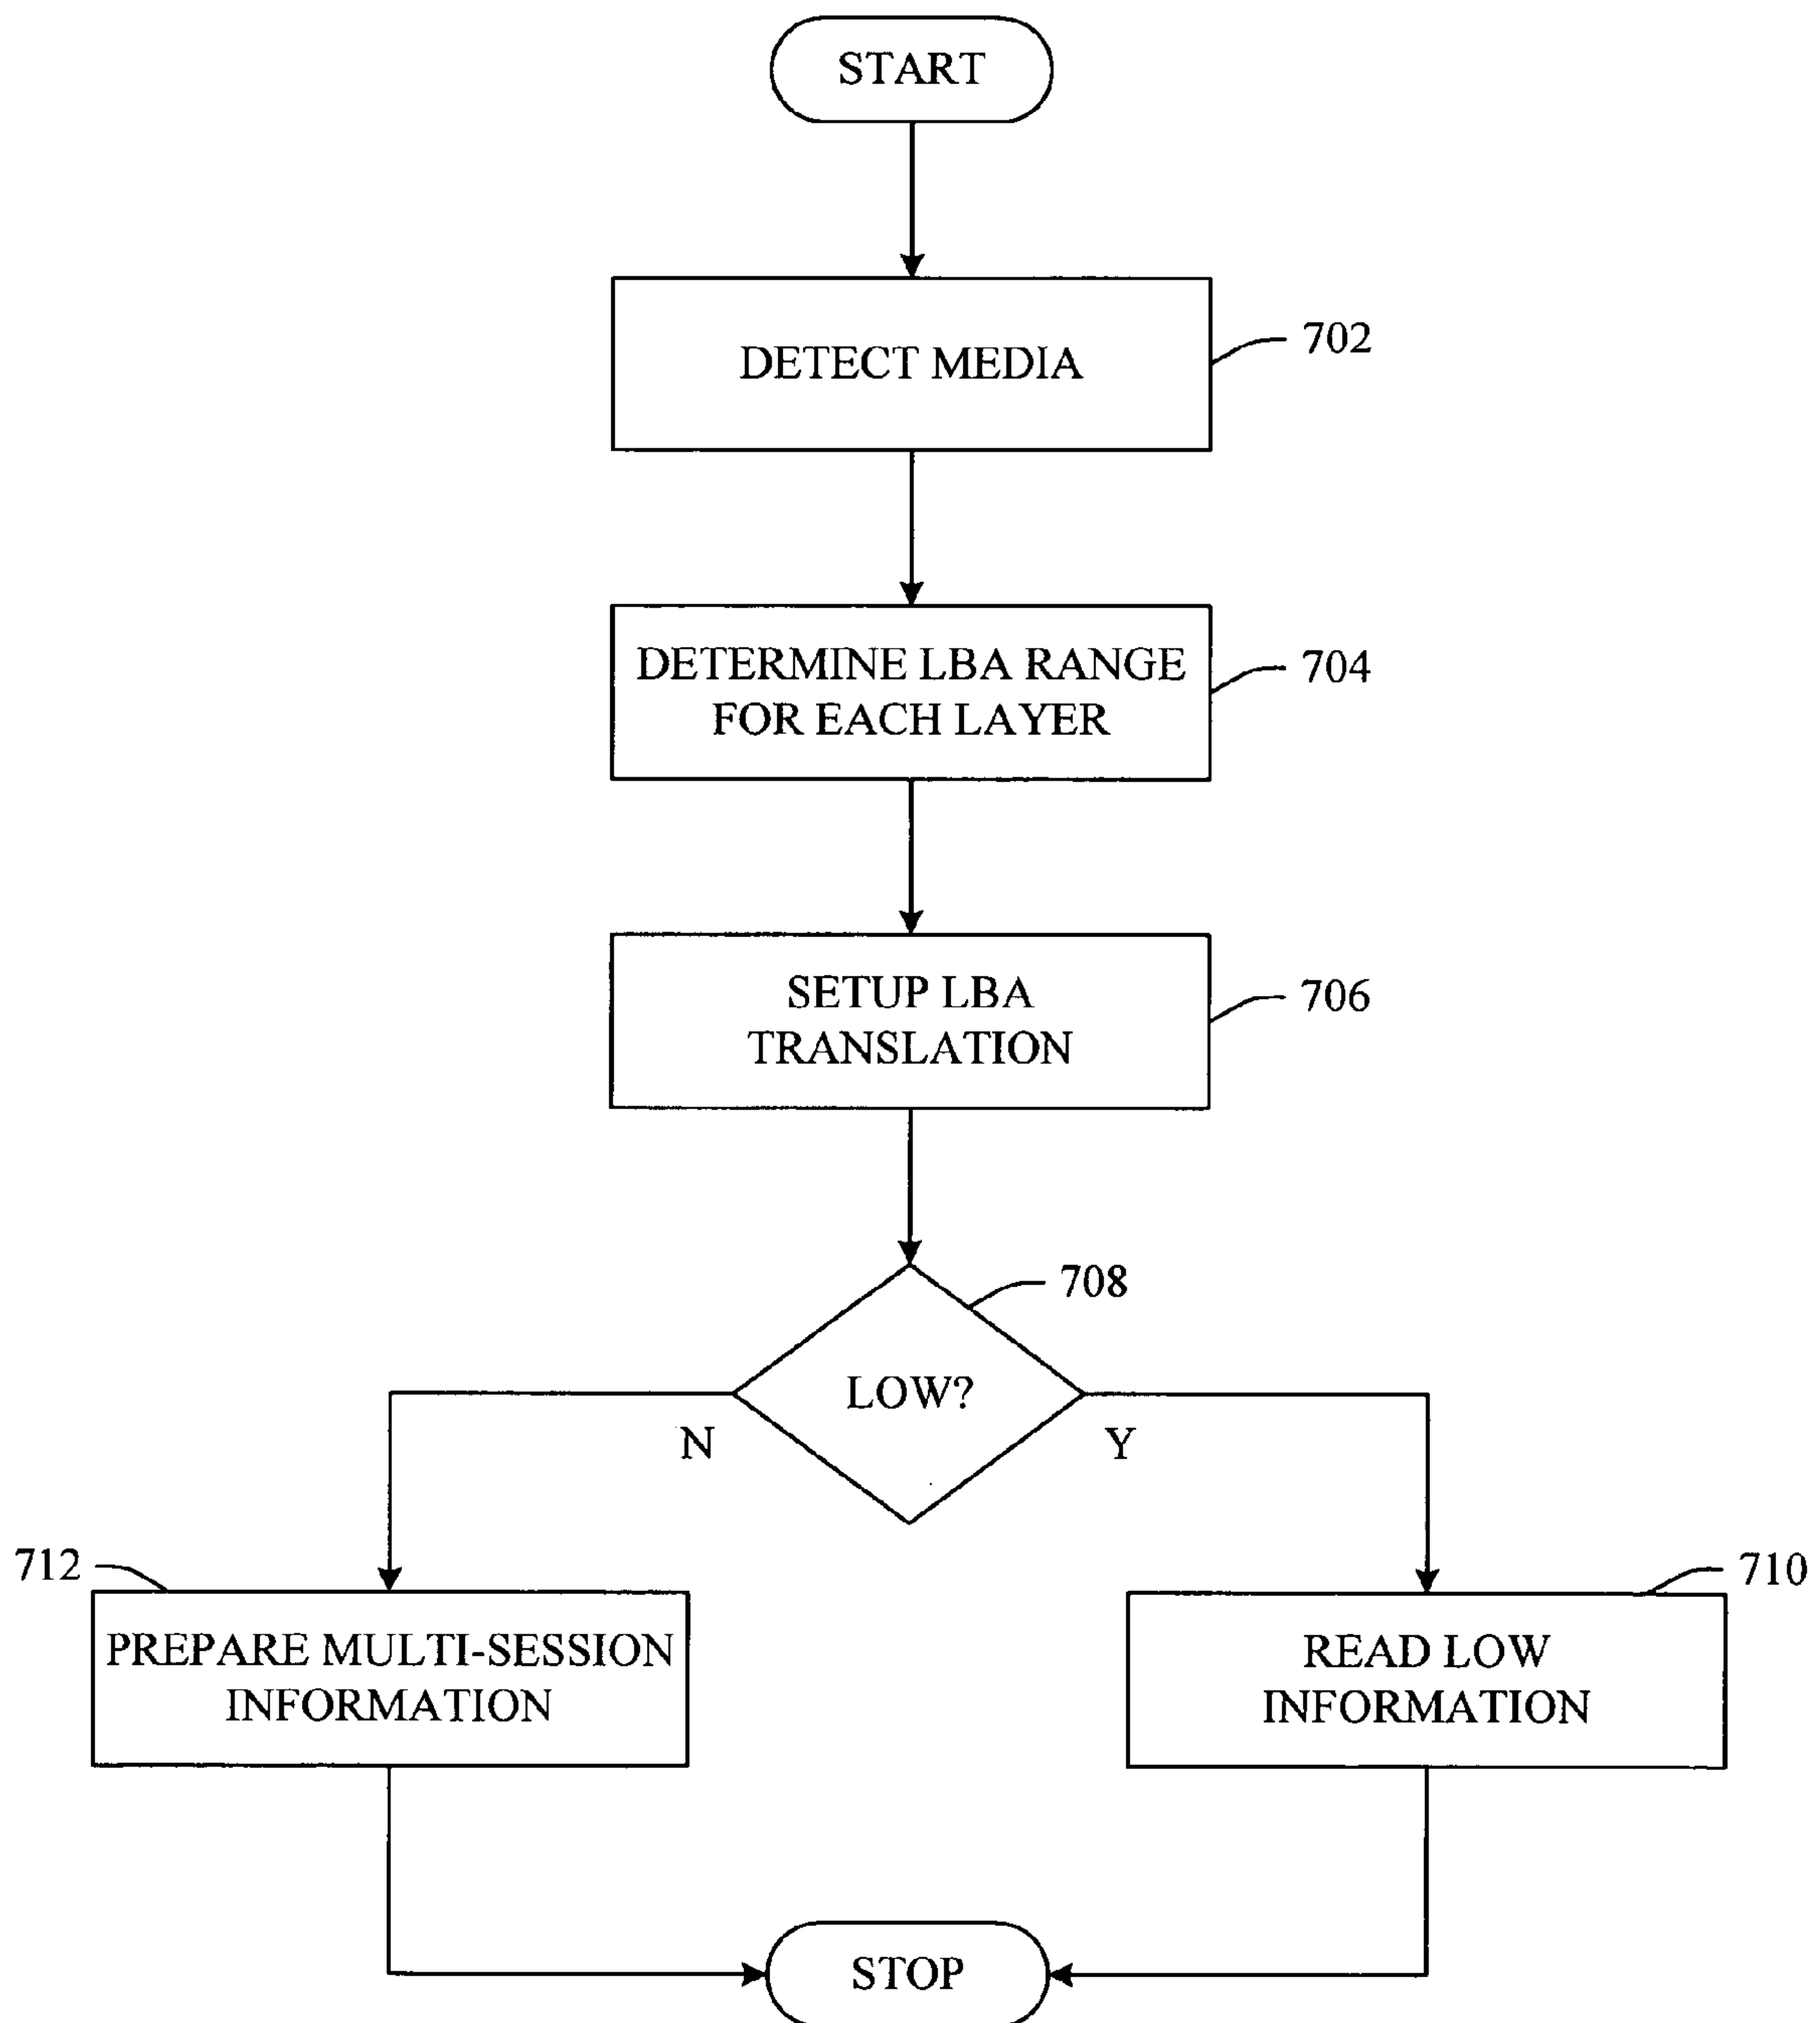 START
DETECT MEDIA
702
DETERMINE LBA RANGE
FOR EACH LAYER
704
SETUP LBA
TRANSLATION
706
708
LOW?
N
Y
712
PREPARE MULTI-SESSION
INFORMATION
710
READ LOW
INFORMATION
STOP